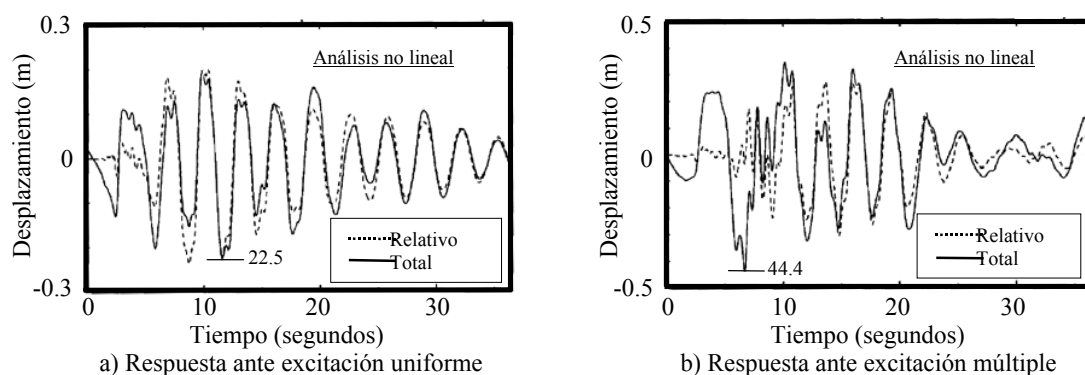 0.3
Desplazamiento (m)
Análisis no lineal
0
Relativo
Total
22.5
-0.3
0
10
20
30
Tiempo (segundos)
a) Respuesta ante excitación uniforme
0.5
Desplazamiento (m)
Análisis no lineal
0
Relativo
Total
44.4
-0.5
0
10
20
30
Tiempo (segundos)
b) Respuesta ante excitación múltiple